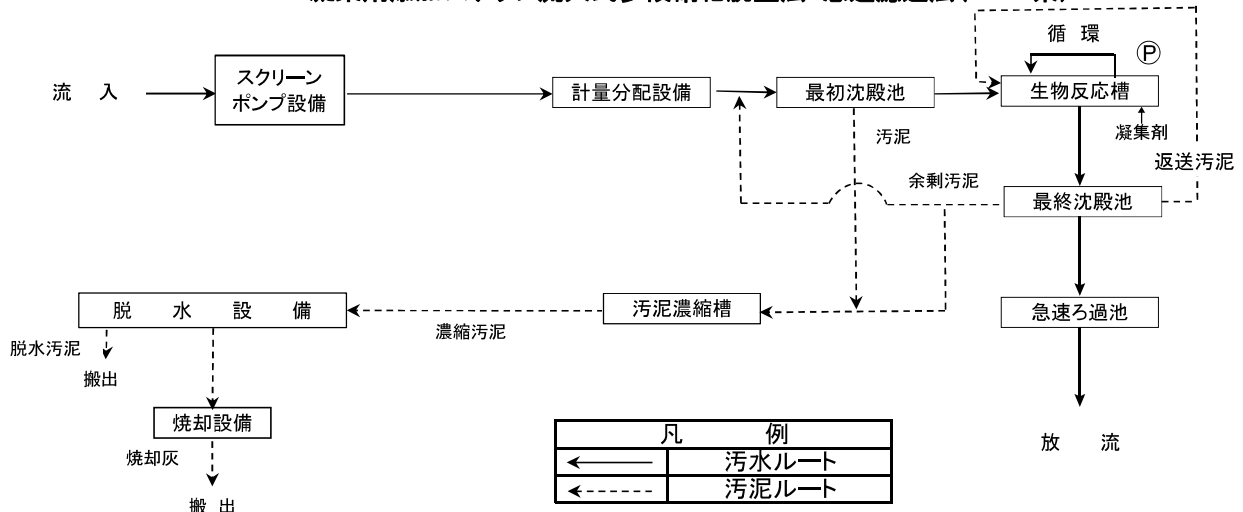 循 環
Ⓟ
流 入
スクリーン
ポンプ設備
計量分配設備
最初沈殿池
生物反応槽
汚泥
凝集剤
返送汚泥
余剰汚泥
最終沈殿池
脱 水 設 備
汚泥濃縮槽
急速ろ過池
濃縮汚泥
脱水汚泥
搬出
焼却設備
凡 例
汚水ルート
汚泥ルート
放 流
焼却灰
搬 出